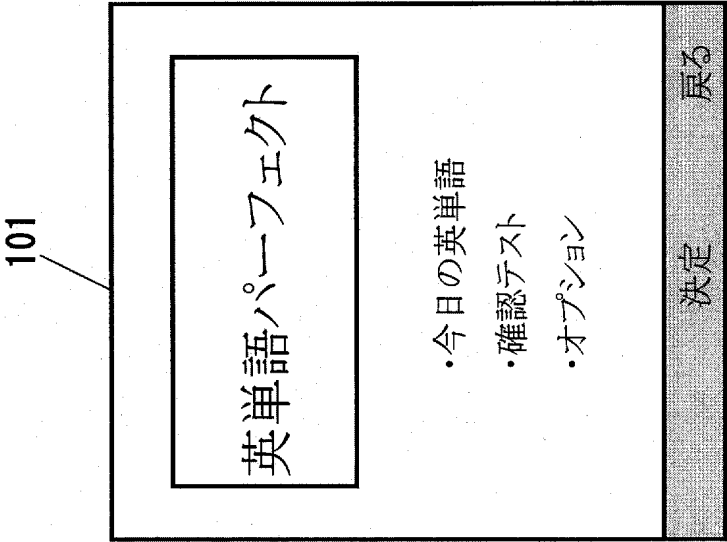 101
英単語パーフェクト
・今日の英単語
・確認テスト
・オプション
決定 戻る